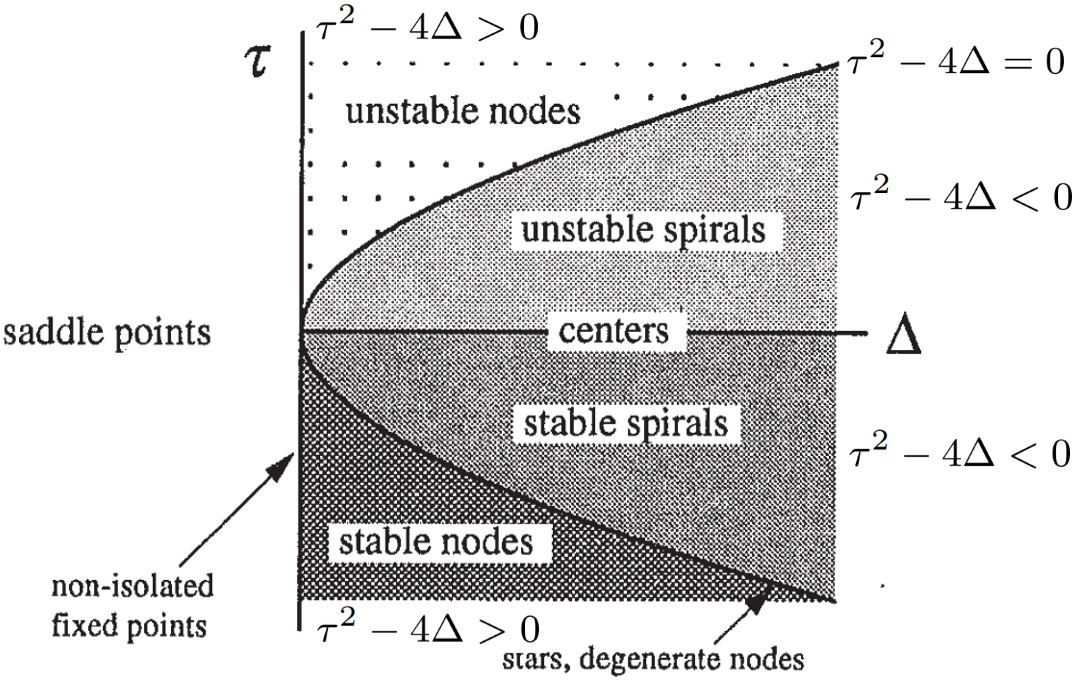 τ² − 4Δ > 0
τ
τ² − 4Δ = 0
unstable nodes
τ² − 4Δ < 0
unstable spirals
saddle points
centers
Δ
stable spirals
τ² − 4Δ < 0
stable nodes
non-isolated
fixed points
τ² − 4Δ > 0
stars, degenerate nodes